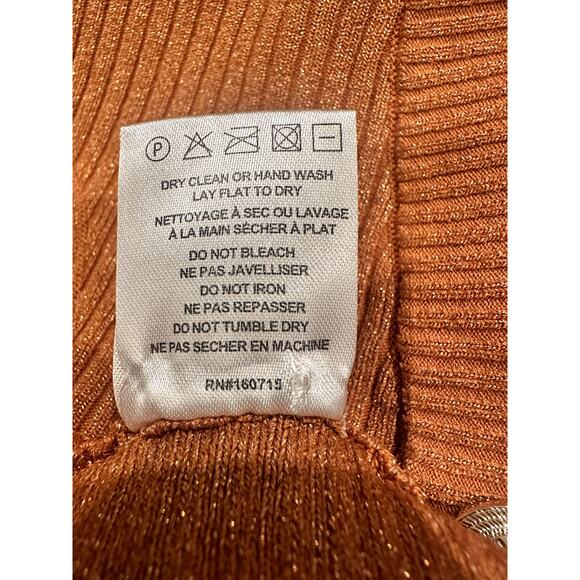 P
DRY CLEAN OR HAND WASH
LAY FLAT TO DRY
NETTOYAGE À SEC OU LAVAGE
À LA MAIN SÉCHER À PLAT
DO NOT BLEACH
NE PAS JAVELLISER
DO NOT IRON
NE PAS REPASSER
DO NOT TUMBLE DRY
NE PAS SECHER EN MACHINE
RN#160715